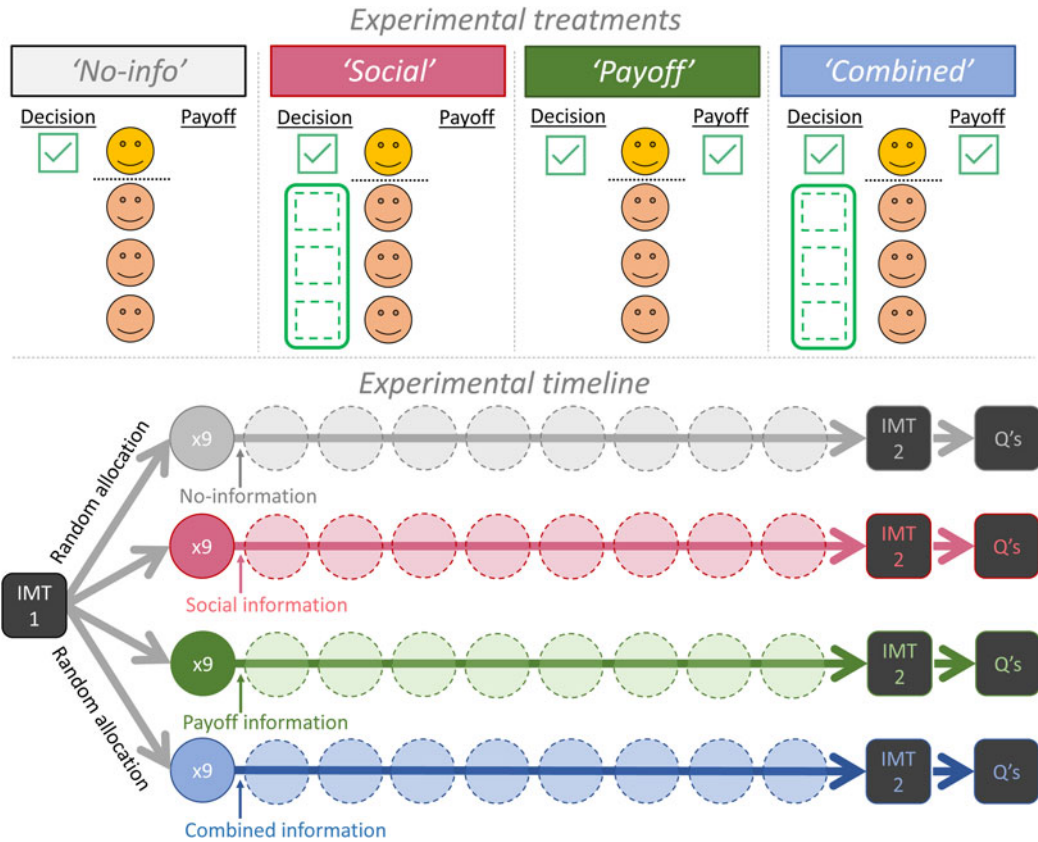 Experimental treatments
'No-info'
'Social'
'Payoff'
'Combined'
Decision
Payoff
Decision
Payoff
Decision
Payoff
Decision
Payoff
Experimental timeline
Random allocation
x9
IMT
2
Q's
No-information
x9
IMT
2
Q's
Social information
IMT
1
x9
IMT
2
Q's
Payoff information
Random allocation
x9
IMT
2
Q's
Combined information